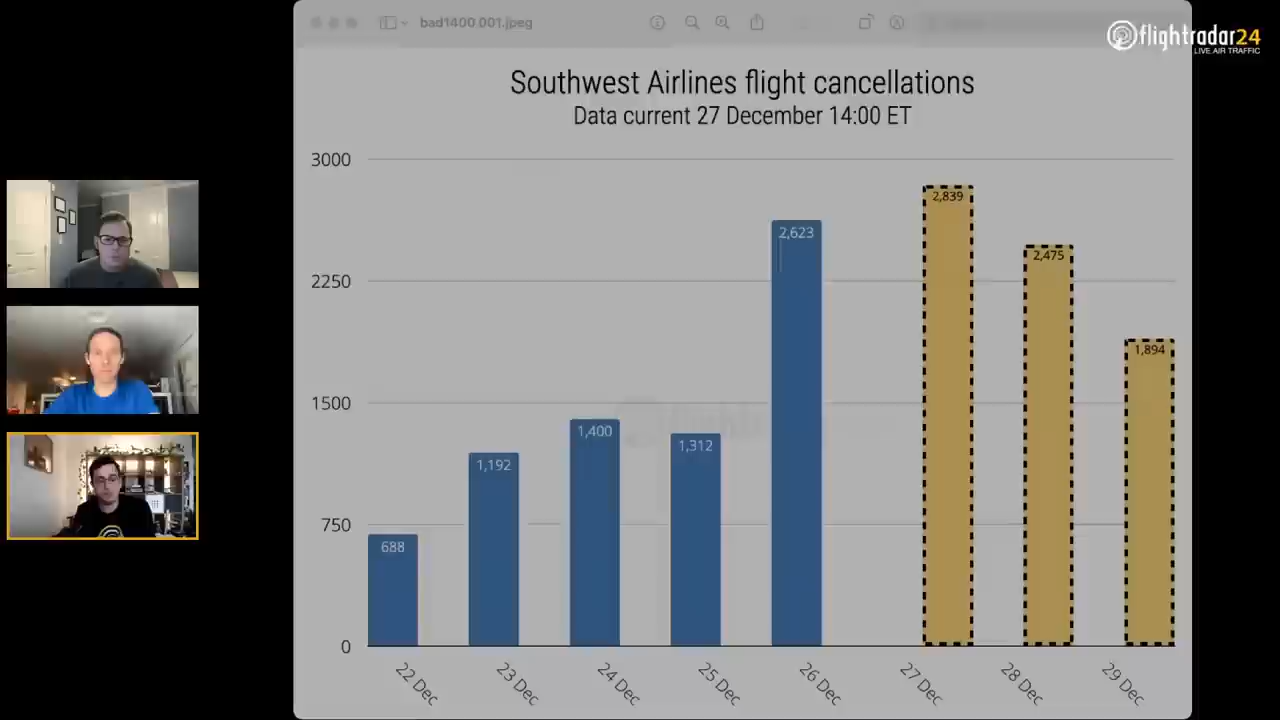 bad1400.001.jpeg
flightradar24
LIVE AIR TRAFFIC
Southwest Airlines flight cancellations
Data current 27 December 14:00 ET
3000
2250
1500
750
0
688
1,192
1,400
1,312
2,623
2,839
2,475
1,894
22 Dec
23 Dec
24 Dec
25 Dec
26 Dec
27 Dec
28 Dec
29 Dec